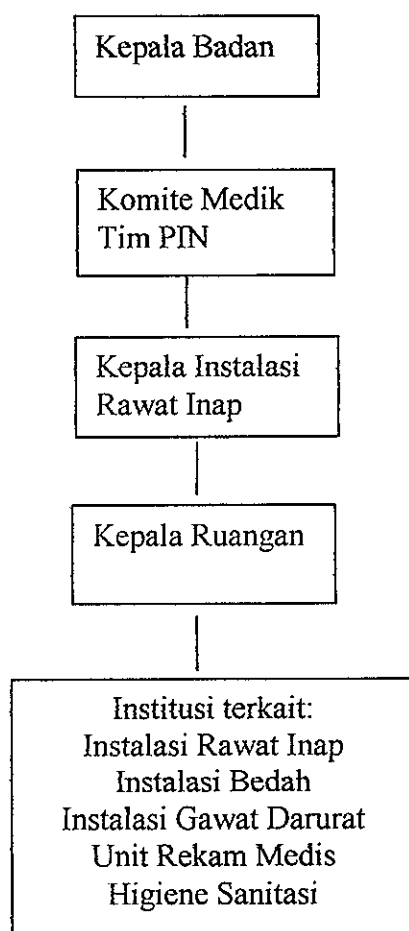 Kepala Badan
Komite Medik
Tim PIN
Kepala Instalasi
Rawat Inap
Kepala Ruangan
Institusi terkait:
Instalasi Rawat Inap
Instalasi Bedah
Instalasi Gawat Darurat
Unit Rekam Medis
Higiene Sanitasi